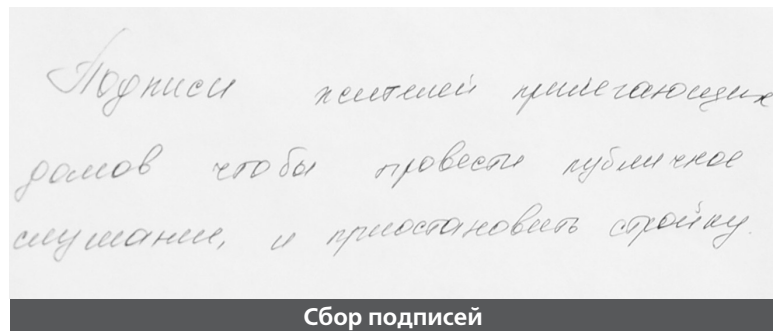 Подписи жителей прилегающих
домов чтобы провести публичное
слушание, и приостановить стройку.
Сбор подписей